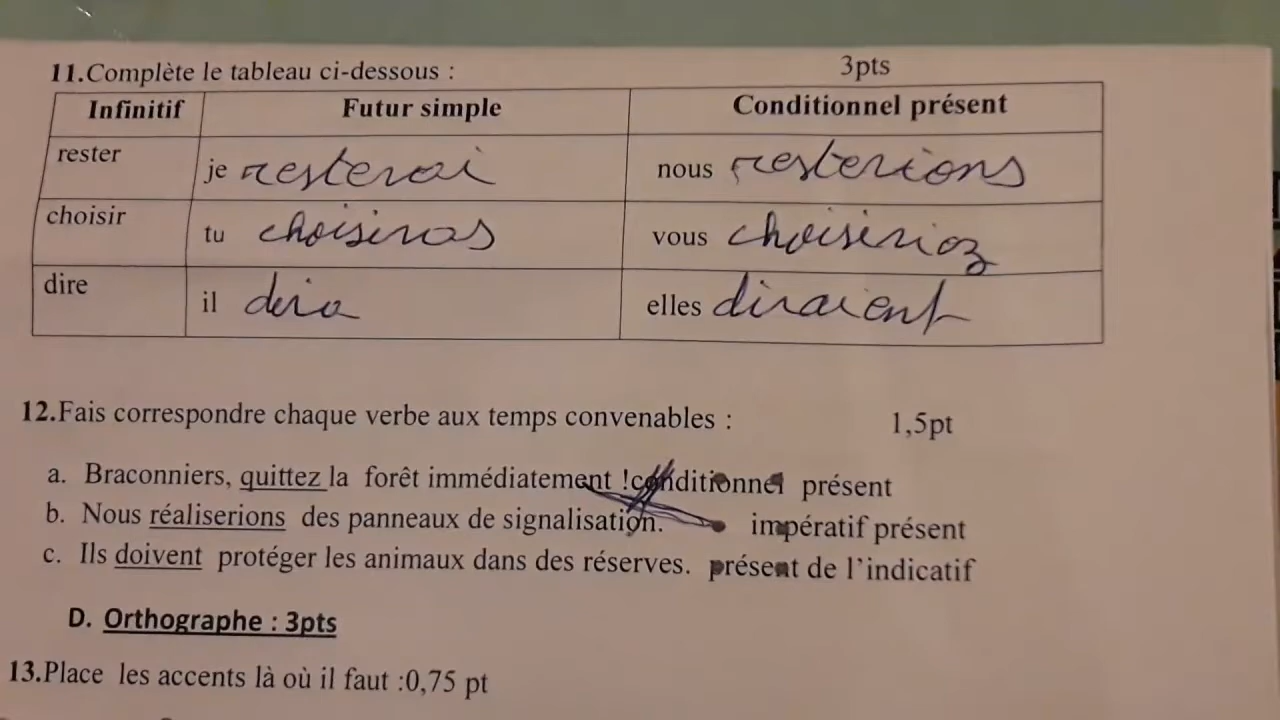 11.Complète le tableau ci-dessous : 3pts
Infinitif Futur simple Conditionnel présent
rester je resterai nous resterions
choisir tu choisiras vous choisiriez
dire il dira elles diraient
12.Fais correspondre chaque verbe aux temps convenables : 1,5pt
a. Braconniers, quittez la forêt immédiatement !conditionnel présent
b. Nous réaliserions des panneaux de signalisation. impératif présent
c. Ils doivent protéger les animaux dans des réserves. présent de l'indicatif
D. Orthographe : 3pts
13.Place les accents là où il faut :0,75 pt